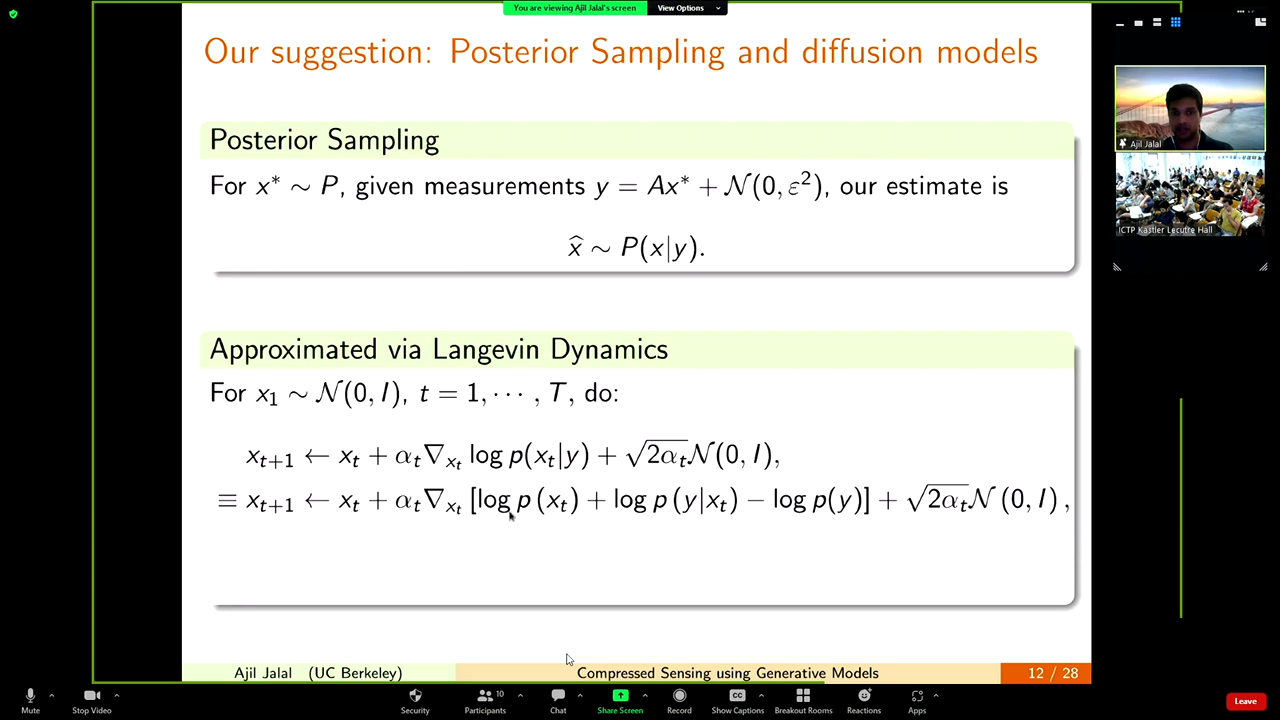 You are viewing Ajil Jalal's screen
View Options
Our suggestion: Posterior Sampling and diffusion models
Posterior Sampling
For x* ∼ P, given measurements y = Ax* + 𝒩(0, ε²), our estimate is
x̂ ∼ P(x|y).
Approximated via Langevin Dynamics
For x₁ ∼ 𝒩(0, I), t = 1, ⋯ , T, do:
xₜ₊₁ ← xₜ + αₜ∇ₓₜ log p(xₜ|y) + √2αₜ𝒩(0, I),
≡ xₜ₊₁ ← xₜ + αₜ∇ₓₜ [log p (xₜ) + log p (y|xₜ) − log p(y)] + √2αₜ𝒩 (0, I) ,
Ajil Jalal (UC Berkeley)
Compressed Sensing using Generative Models
12 / 28
Ajil Jalal
ICTP Kastler Lecutre Hall
Mute
Stop Video
Security
Participants
10
Chat
Share Screen
Record
CC
Show Captions
Breakout Rooms
Reactions
Apps
Leave